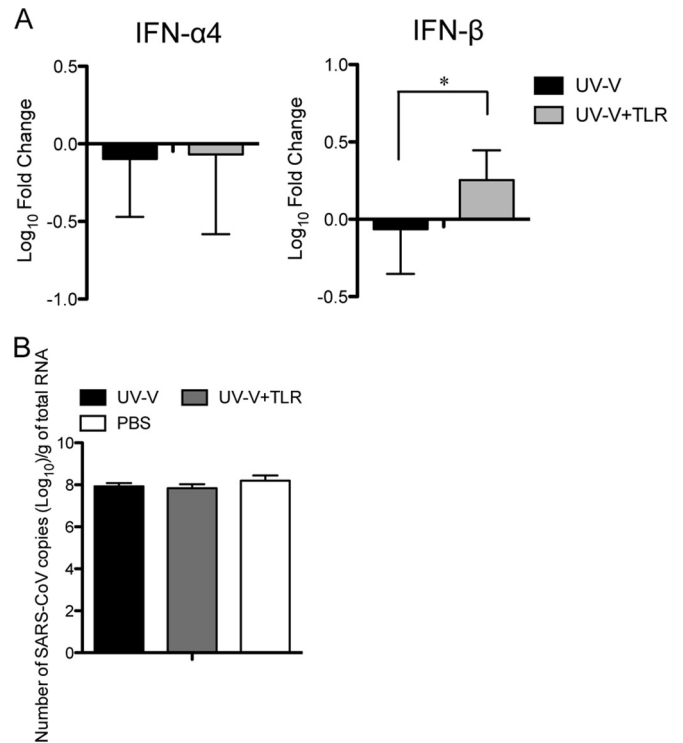 A
IFN-α4
Log10 Fold Change
0.5
0.0
-0.5
-1.0
IFN-β
Log10 Fold Change
1.0
0.5
0.0
-0.5
*
UV-V
UV-V+TLR
B
Number of SARS-CoV copies (Log10)/g of total RNA
UV-V
UV-V+TLR
PBS
10
8
6
4
2
0